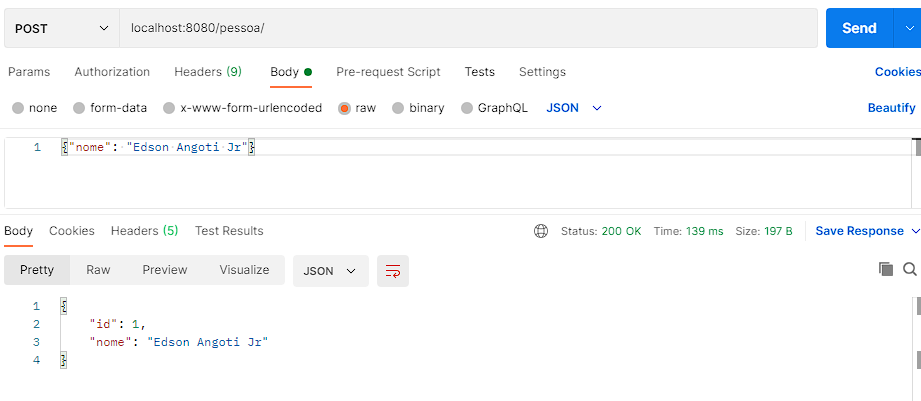 POST localhost:8080/pessoa/ Send
Params Authorization Headers (9) Body Pre-request Script Tests Settings Cookies
none form-data x-www-form-urlencoded raw binary GraphQL JSON Beautify
1 {"nome": "Edson Angoti Jr"}
Body Cookies Headers (5) Test Results Status: 200 OK Time: 139 ms Size: 197 B Save Response
Pretty Raw Preview Visualize JSON
1 {
2 "id": 1,
3 "nome": "Edson Angoti Jr"
4 }